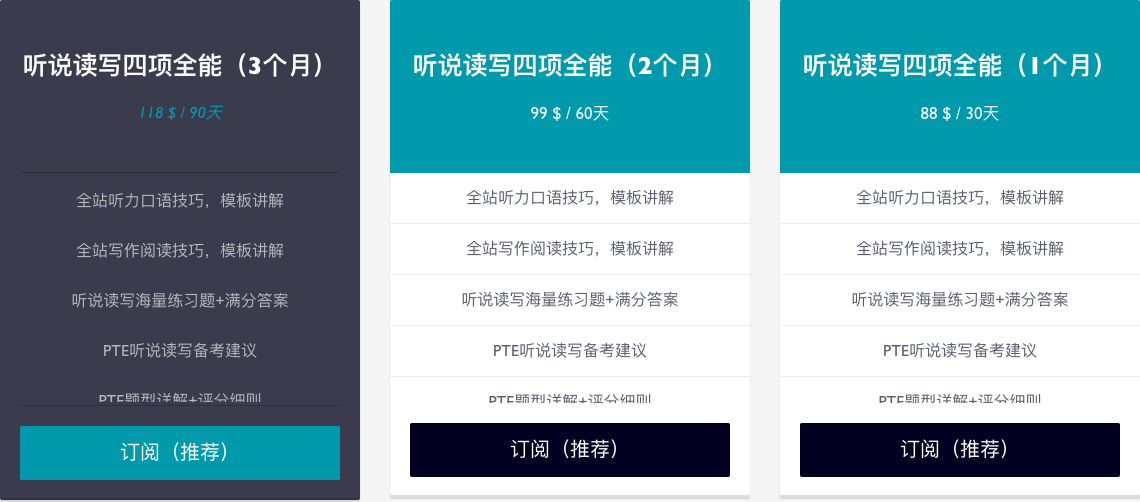 听说读写四项全能（3个月）
118 $ / 90天
全站听力口语技巧，模板讲解
全站写作阅读技巧，模板讲解
听说读写海量练习题+满分答案
PTE听说读写备考建议
PTE题型详解+评分细则
订阅（推荐）
听说读写四项全能（2个月）
99 $ / 60天
全站听力口语技巧，模板讲解
全站写作阅读技巧，模板讲解
听说读写海量练习题+满分答案
PTE听说读写备考建议
PTE题型详解+评分细则
订阅（推荐）
听说读写四项全能（1个月）
88 $ / 30天
全站听力口语技巧，模板讲解
全站写作阅读技巧，模板讲解
听说读写海量练习题+满分答案
PTE听说读写备考建议
PTE题型详解+评分细则
订阅（推荐）